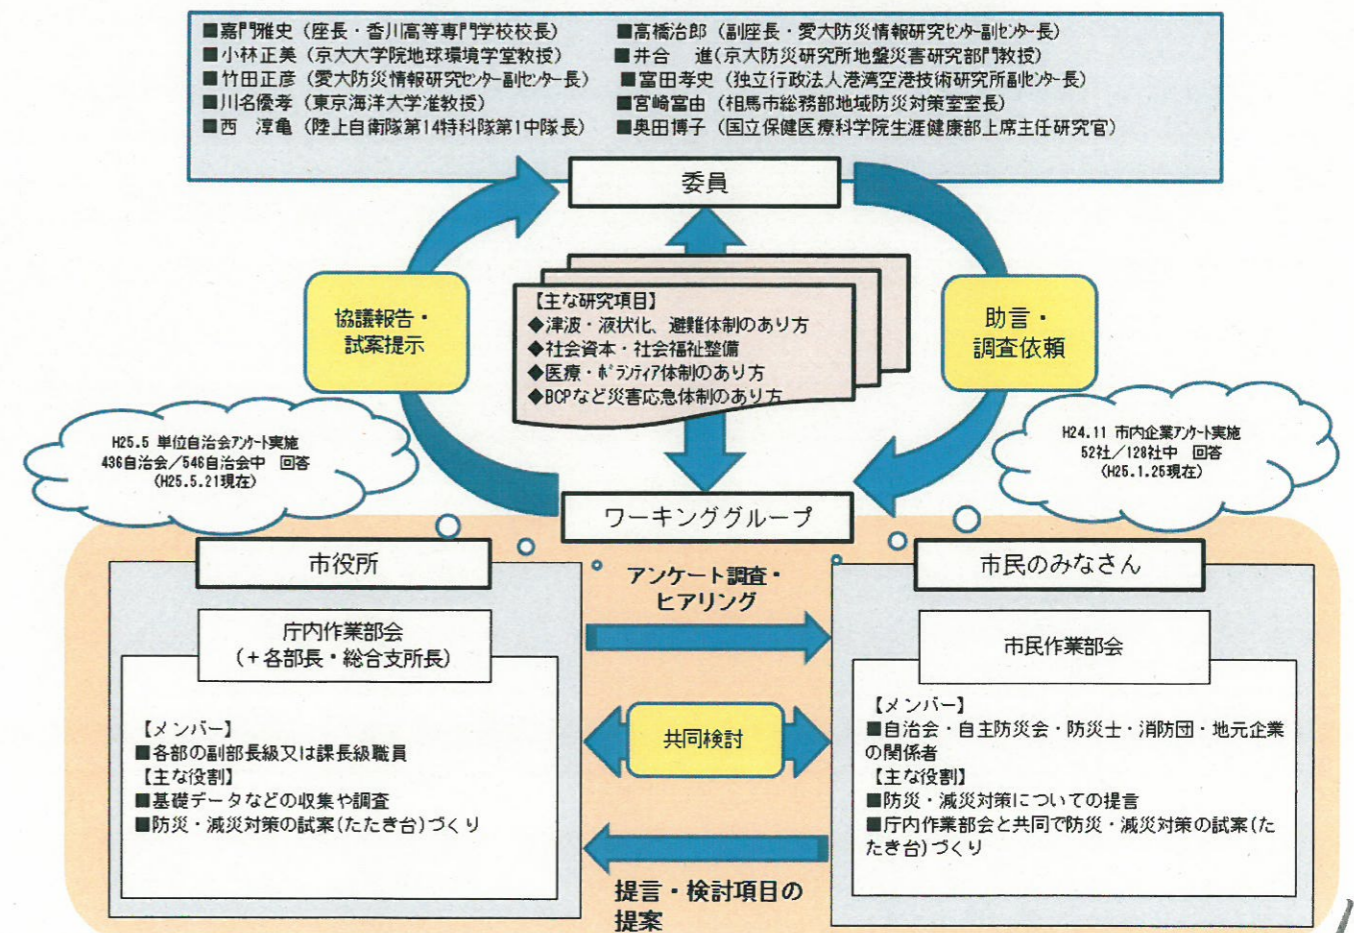 ■嘉門雅史（座長・香川高等専門学校校長）
■高橋治郎（副座長・愛大防災情報研究ｾﾝﾀｰ副ｾﾝﾀｰ長）
■小林正美（京大大学院地球環境学堂教授）
■井合　進(京大防災研究所地盤災害研究部門教授）
■竹田正彦（愛大防災情報研究ｾﾝﾀｰ副ｾﾝﾀｰ長）
■富田孝史（独立行政法人港湾空港技術研究所副ｾﾝﾀｰ長）
■川名優孝（東京海洋大学准教授）
■宮﨑富由（相馬市総務部地域防災対策室室長）
■西　淳亀（陸上自衛隊第14特科隊第1中隊長）
■奥田博子（国立保健医療科学院生涯健康部上席主任研究官）
委員
協議報告・
試案提示
【主な研究項目】
◆津波・液状化、避難体制のあり方
◆社会資本・社会福祉整備
◆医療・ﾎﾞﾗﾝﾃｨｱ体制のあり方
◆BCPなど災害応急体制のあり方
助言・
調査依頼
H25.5 単位自治会ｱﾝｹｰﾄ実施
436自治会／546自治会中　回答
（H25.5.21現在）
H24.11 市内企業ｱﾝｹｰﾄ実施
52社／128社中　回答
（H25.1.25現在）
ワーキンググループ
市役所
庁内作業部会
（＋各部長・総合支所長）
【メンバー】
■各部の副部長級又は課長級職員
【主な役割】
■基礎データなどの収集や調査
■防災・減災対策の試案(たたき台)づくり
アンケート調査・
ヒアリング
共同検討
提言・検討項目の
提案
市民のみなさん
市民作業部会
【メンバー】
■自治会・自主防災会・防災士・消防団・地元企業
の関係者
【主な役割】
■防災・減災対策についての提言
■庁内作業部会と共同で防災・減災対策の試案(た
たき台)づくり